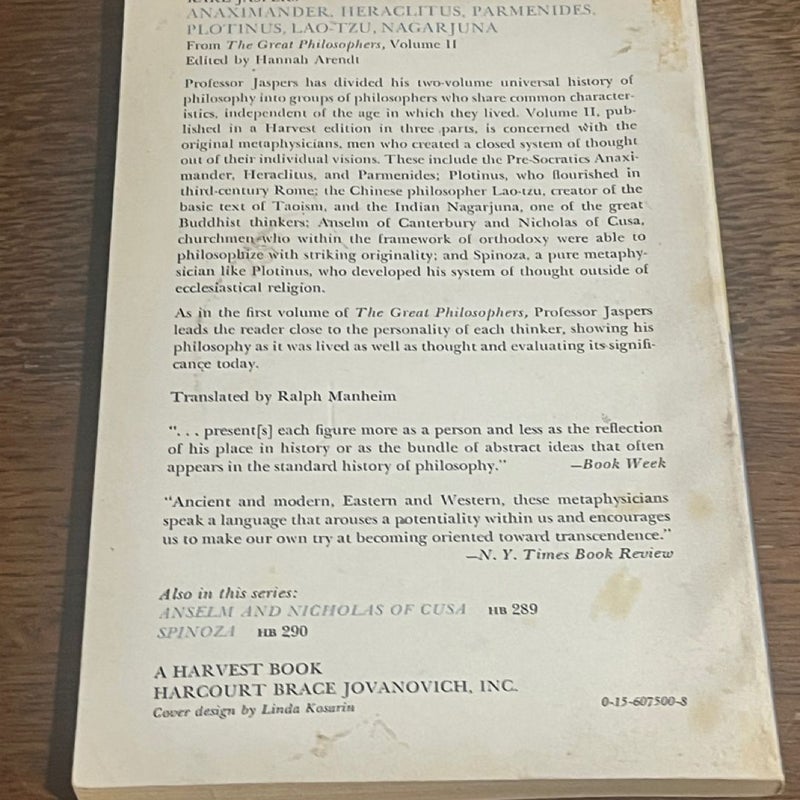 ANAXIMANDER, HERACLITUS, PARMENIDES,
PLOTINUS, LAO-TZU, NAGARJUNA
From The Great Philosophers, Volume II
Edited by Hannah Arendt
Professor Jaspers has divided his two-volume universal history of
philosophy into groups of philosophers who share common character-
istics, independent of the age in which they lived. Volume II, pub-
lished in a Harvest edition in three parts, is concerned with the
original metaphysicians, men who created a closed system of thought
out of their individual visions. These include the Pre-Socratics Anaxi-
mander, Heraclitus, and Parmenides; Plotinus, who flourished in
third-century Rome; the Chinese philosopher Lao-tzu, creator of the
basic text of Taoism, and the Indian Nagarjuna, one of the great
Buddhist thinkers; Anselm of Canterbury and Nicholas of Cusa,
churchmen who within the framework of orthodoxy were able to
philosophize with striking originality; and Spinoza, a pure metaphy-
sician like Plotinus, who developed his system of thought outside of
ecclesiastical religion.
As in the first volume of The Great Philosophers, Professor Jaspers
leads the reader close to the personality of each thinker, showing his
philosophy as it was lived as well as thought and evaluating its signifi-
cance today.
Translated by Ralph Manheim
". . . present[s] each figure more as a person and less as the reflection
of his place in history or as the bundle of abstract ideas that often
appears in the standard history of philosophy." —Book Week
"Ancient and modern, Eastern and Western, these metaphysicians
speak a language that arouses a potentiality within us and encourages
us to make our own try at becoming oriented toward transcendence."
—N. Y. Times Book Review
Also in this series:
ANSELM AND NICHOLAS OF CUSA HB 289
SPINOZA HB 290
A HARVEST BOOK
HARCOURT BRACE JOVANOVICH, INC.
Cover design by Linda Kosarin
0-15-607500-8